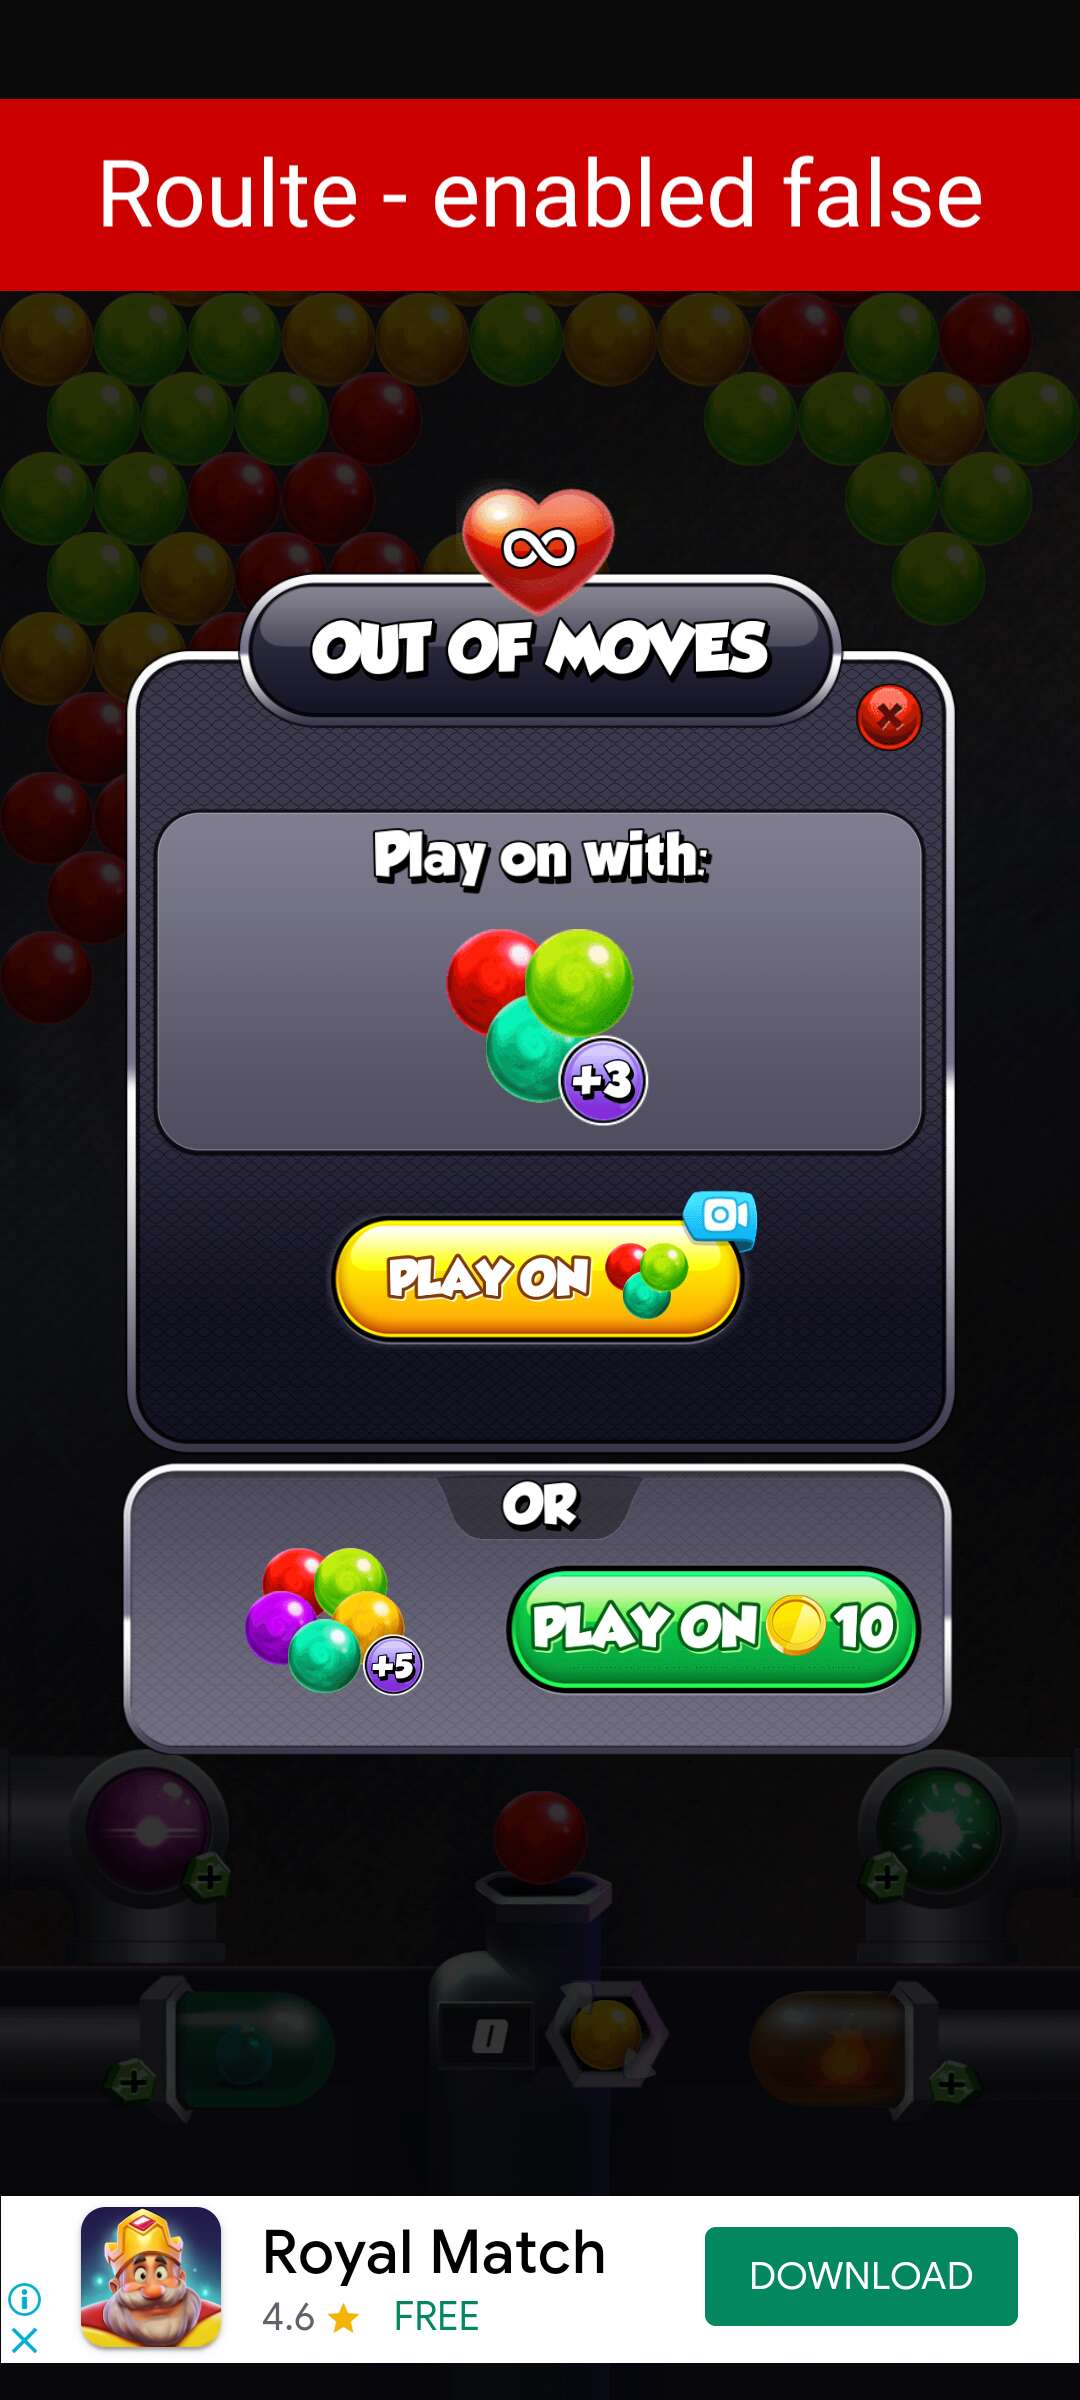 Roulte - enabled false
∞
OUT OF MOVES
Play on with:
+3
PLAY ON
OR
+5
PLAY ON 10
0
Royal Match
4.6 ★ FREE
DOWNLOAD